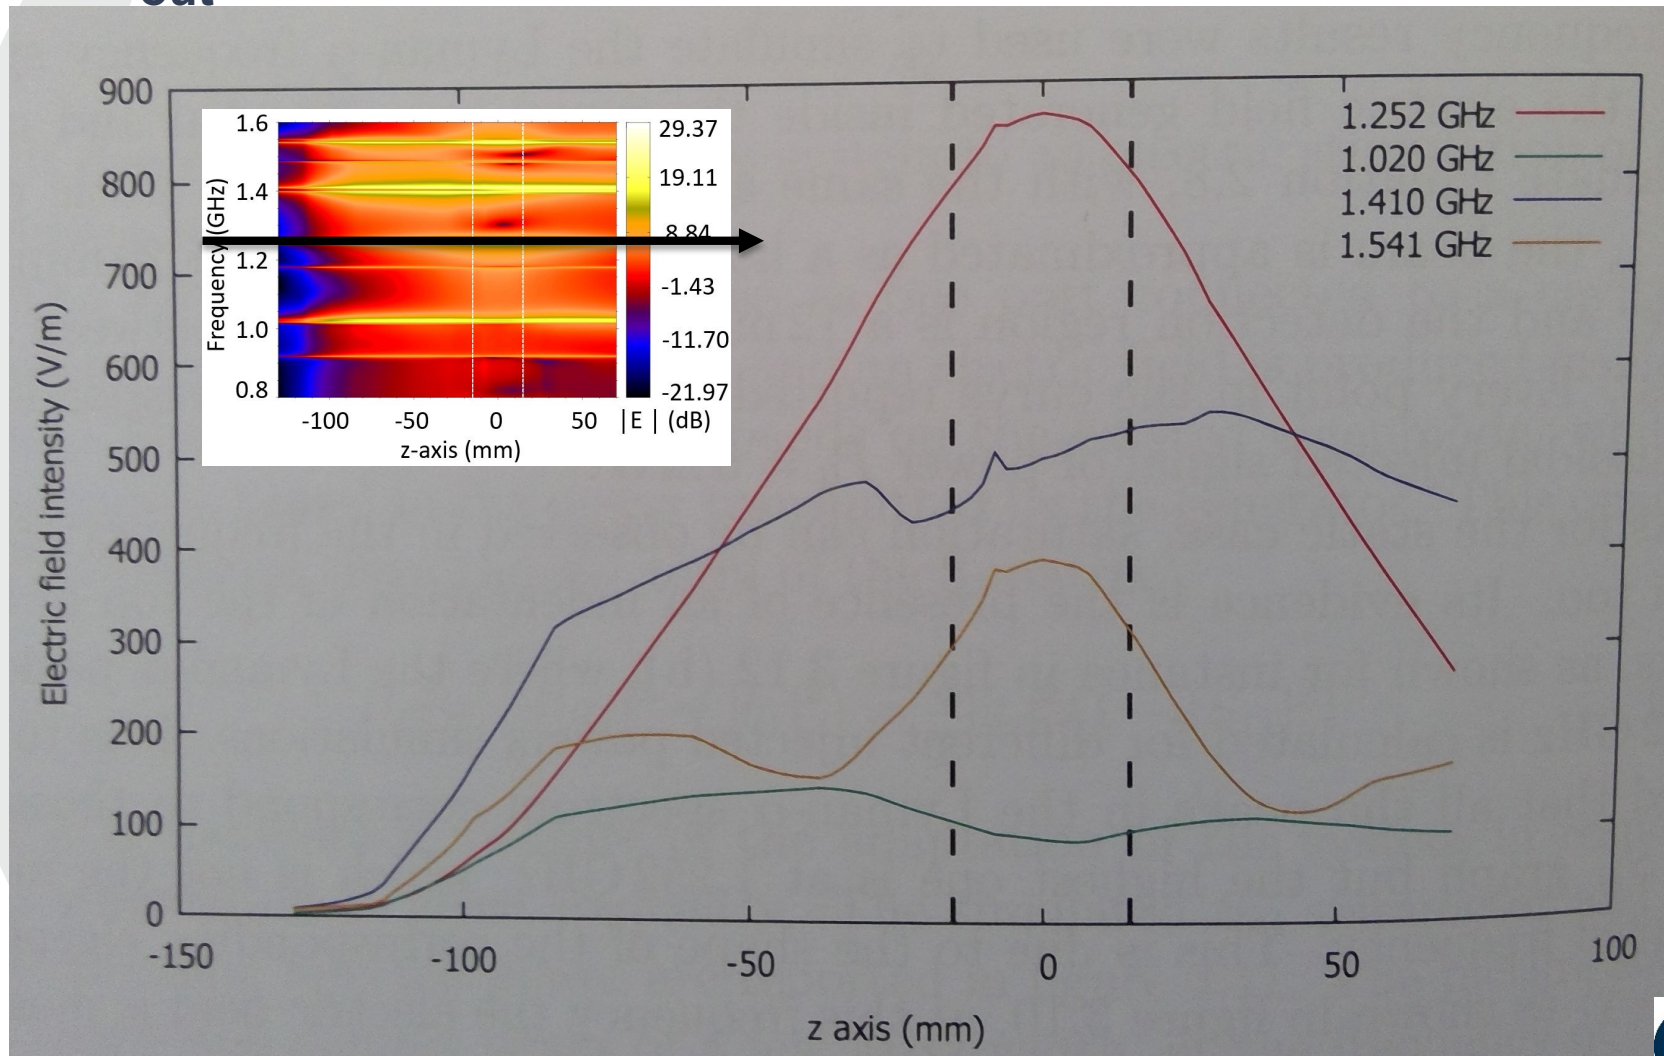 out
900
800
700
600
500
400
300
200
100
0
Electric field intensity (V/m)
-150 -100 -50 0 50 100
z axis (mm)
1.252 GHz
1.020 GHz
1.410 GHz
1.541 GHz
1.6
1.4
1.2
1.0
0.8
Frequency (GHz)
-100 -50 0 50
z-axis (mm)
29.37
19.11
8.84
-1.43
-11.70
-21.97
|E | (dB)